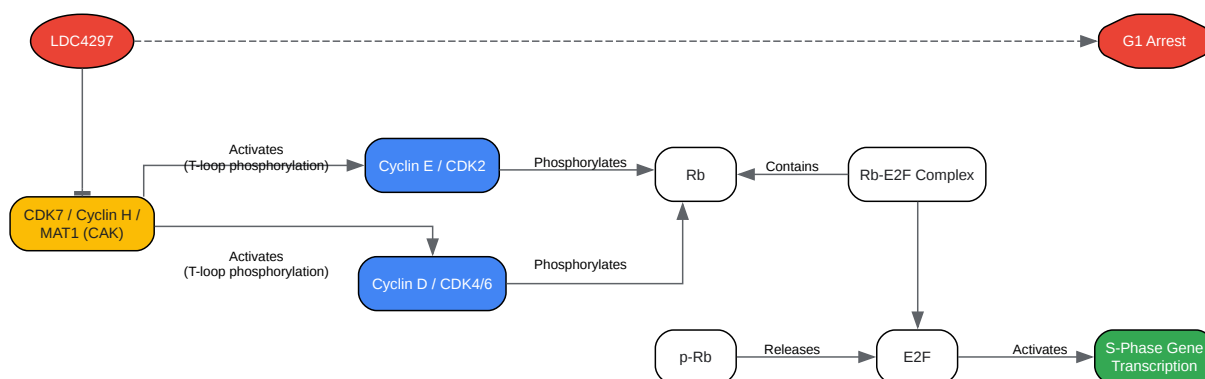 LDC4297
G1 Arrest
Activates
(T-loop phosphorylation)
Cyclin E / CDK2
Phosphorylates
Rb
Contains
Rb-E2F Complex
CDK7 / Cyclin H /
MAT1 (CAK)
Activates
(T-loop phosphorylation)
Cyclin D / CDK4/6
Phosphorylates
p-Rb
Releases
E2F
Activates
S-Phase Gene
Transcription